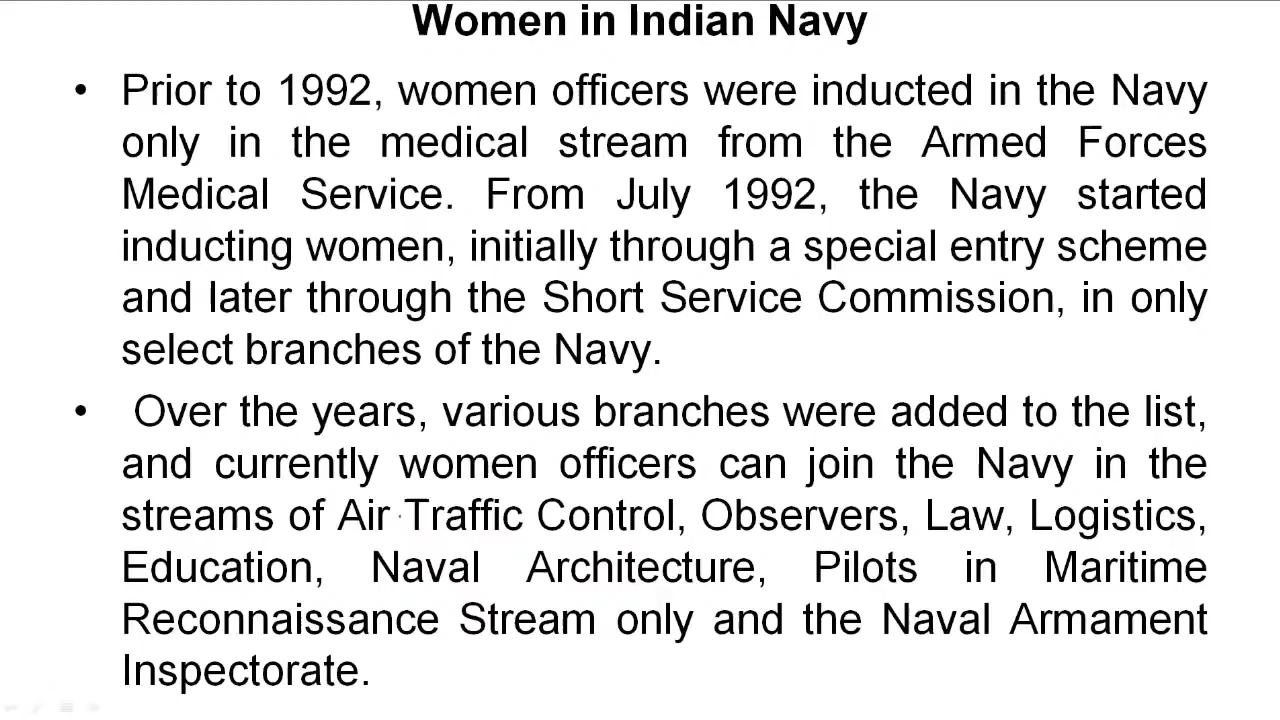 Women in Indian Navy
• Prior to 1992, women officers were inducted in the Navy
only in the medical stream from the Armed Forces
Medical Service. From July 1992, the Navy started
inducting women, initially through a special entry scheme
and later through the Short Service Commission, in only
select branches of the Navy.
• Over the years, various branches were added to the list,
and currently women officers can join the Navy in the
streams of Air Traffic Control, Observers, Law, Logistics,
Education, Naval Architecture, Pilots in Maritime
Reconnaissance Stream only and the Naval Armament
Inspectorate.